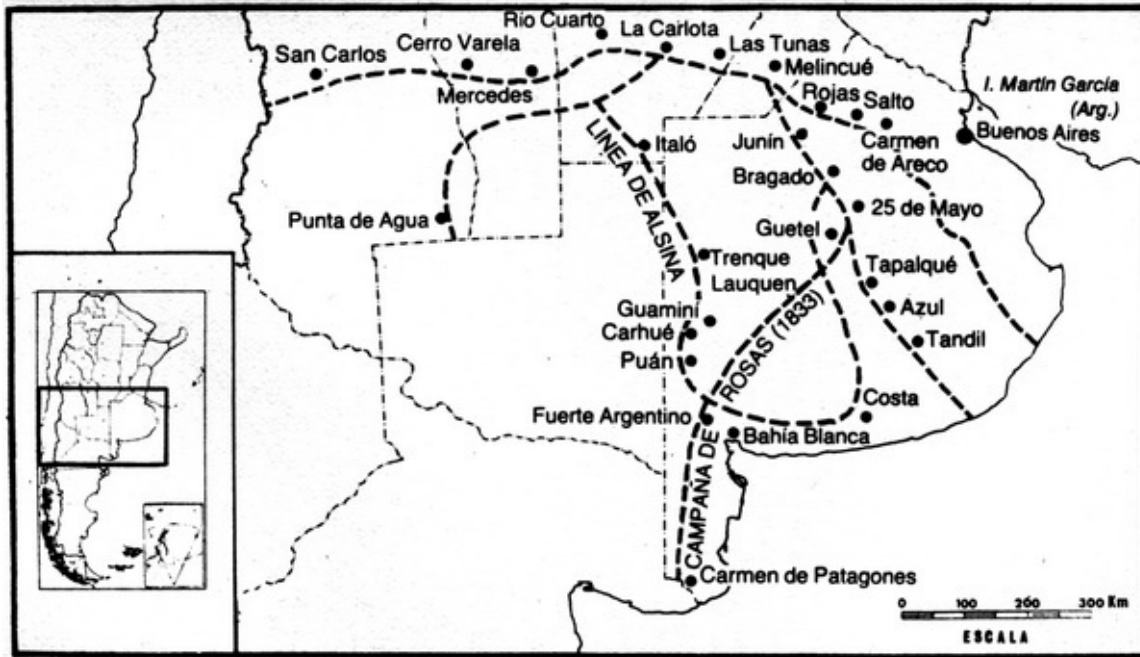 Río Cuarto
La Carlota
San Carlos
Cerro Varela
Las Tunas
Mercedes
Melincué
I. Martín García
(Arg.)
Rojas
Salto
Buenos Aires
Junín
Carmen
de Areco
Italó
Bragado
LINEA DE ALSINA
25 de Mayo
Punta de Agua
Guetel
Trenque
Lauquen
Tapalqué
Guaminí
Azul
Carhué
Tandil
Puán
CAMPAÑA DE ROSAS (1833)
Costa
Fuerte Argentino
Bahía Blanca
Carmen de Patagones
0 100 200 300 Km
ESCALA